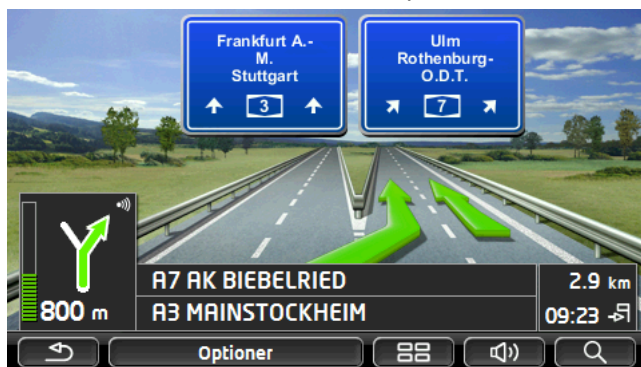 Frankfurt A.-
M.
Stuttgart
3
Ulm
Rothenburg-
O.D.T.
7
800 m
A7 AK BIEBELRIED
2.9 km
A3 MAINSTOCKHEIM
09:23
Optioner